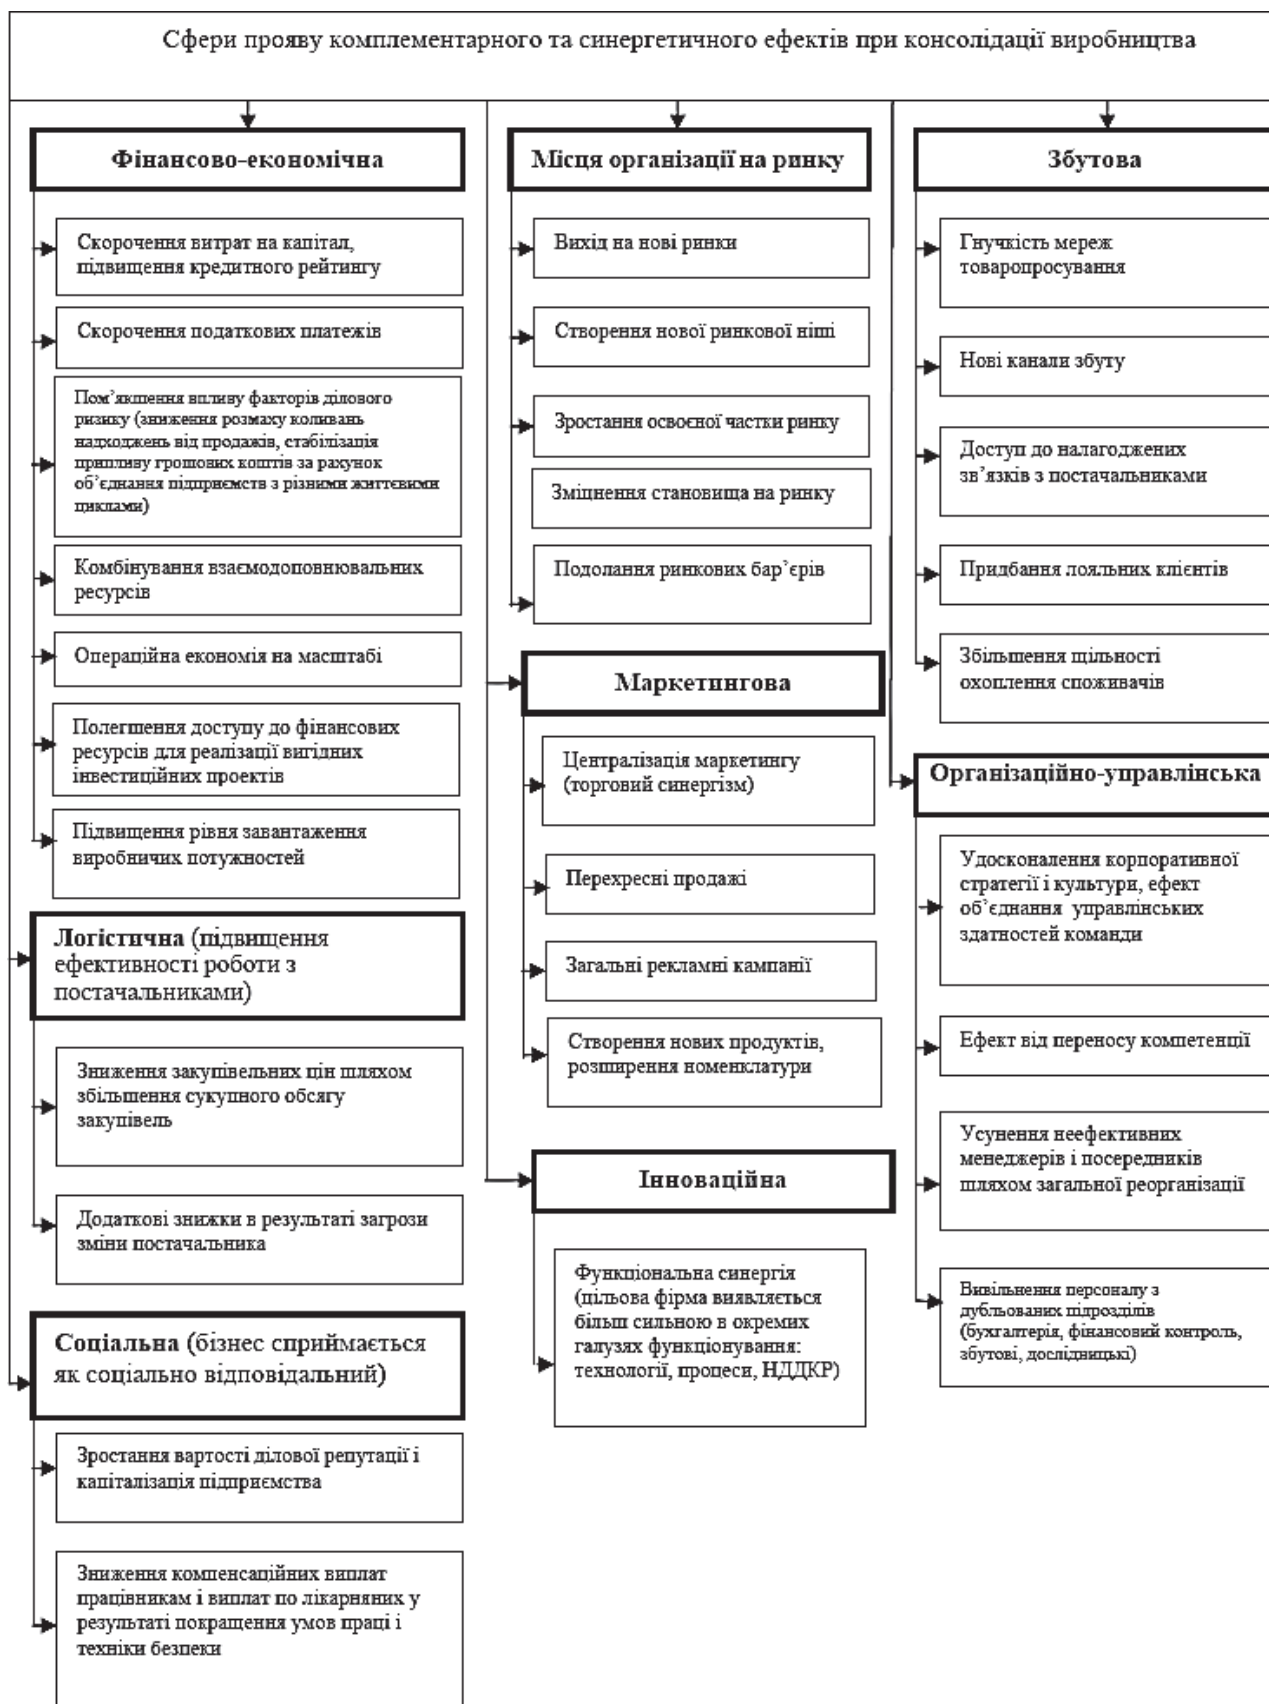 Сфери прояву комплементарного та синергетичного ефектів при консолідації виробництва
Фінансово-економічна
Скорочення витрат на капітал,
підвищення кредитного рейтингу
Скорочення податкових платежів
Пом’якшення впливу факторів ділового
ризику (зниження розмаху коливань
надходжень від продажів, стабілізація
припливу грошових коштів за рахунок
об’єднання підприємств з різними життєвими
циклами)
Комбінування взаємодоповнювальних
ресурсів
Операційна економія на масштабі
Полегшення доступу до фінансових
ресурсів для реалізації вигідних
інвестиційних проектів
Підвищення рівня завантаження
виробничих потужностей
Логістична (підвищення
ефективності роботи з
постачальниками)
Зниження закупівельних цін шляхом
збільшення сукупного обсягу
закупівель
Додаткові знижки в результаті загрози
зміни постачальника
Соціальна (бізнес сприймається
як соціально відповідальний)
Зростання вартості ділової репутації і
капіталізація підприємства
Зниження компенсаційних виплат
працівникам і виплат по лікарняних у
результаті покращення умов праці і
техніки безпеки
Місця організації на ринку
Вихід на нові ринки
Створення нової ринкової ніші
Зростання освоєної частки ринку
Зміцнення становища на ринку
Подолання ринкових бар’єрів
Маркетингова
Централізація маркетингу
(торговий синергізм)
Перехресні продажі
Загальні рекламні кампанії
Створення нових продуктів,
розширення номенклатури
Інноваційна
Функціональна синергія
(цільова фірма виявляється
більш сильною в окремих
галузях функціонування:
технології, процеси, НДДКР)
Збутова
Гнучкість мереж
товаропросування
Нові канали збуту
Доступ до налагоджених
зв’язків з постачальниками
Придбання лояльних клієнтів
Збільшення щільності
охоплення споживачів
Організаційно-управлінська
Удосконалення корпоративної
стратегії і культури, ефект
об’єднання управлінських
здатностей команди
Ефект від переносу компетенції
Усунення неефективних
менеджерів і посередників
шляхом загальної реорганізації
Вивільнення персоналу з
дубльованих підрозділів
(бухгалтерія, фінансовий контроль,
збутові, дослідницькі)